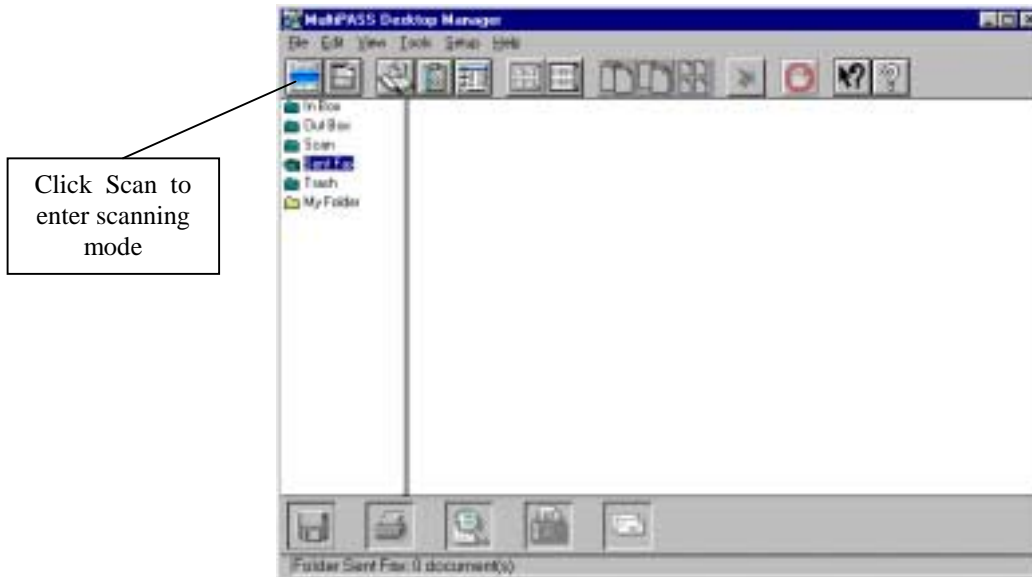 MultiPASS Desktop Manager
File Edit View Tools Setup Help
In Box
Out Box
Scan
Sent Fax
Trash
My Folder
Click Scan to
enter scanning
mode
Folder Sent Fax: 0 document(s)